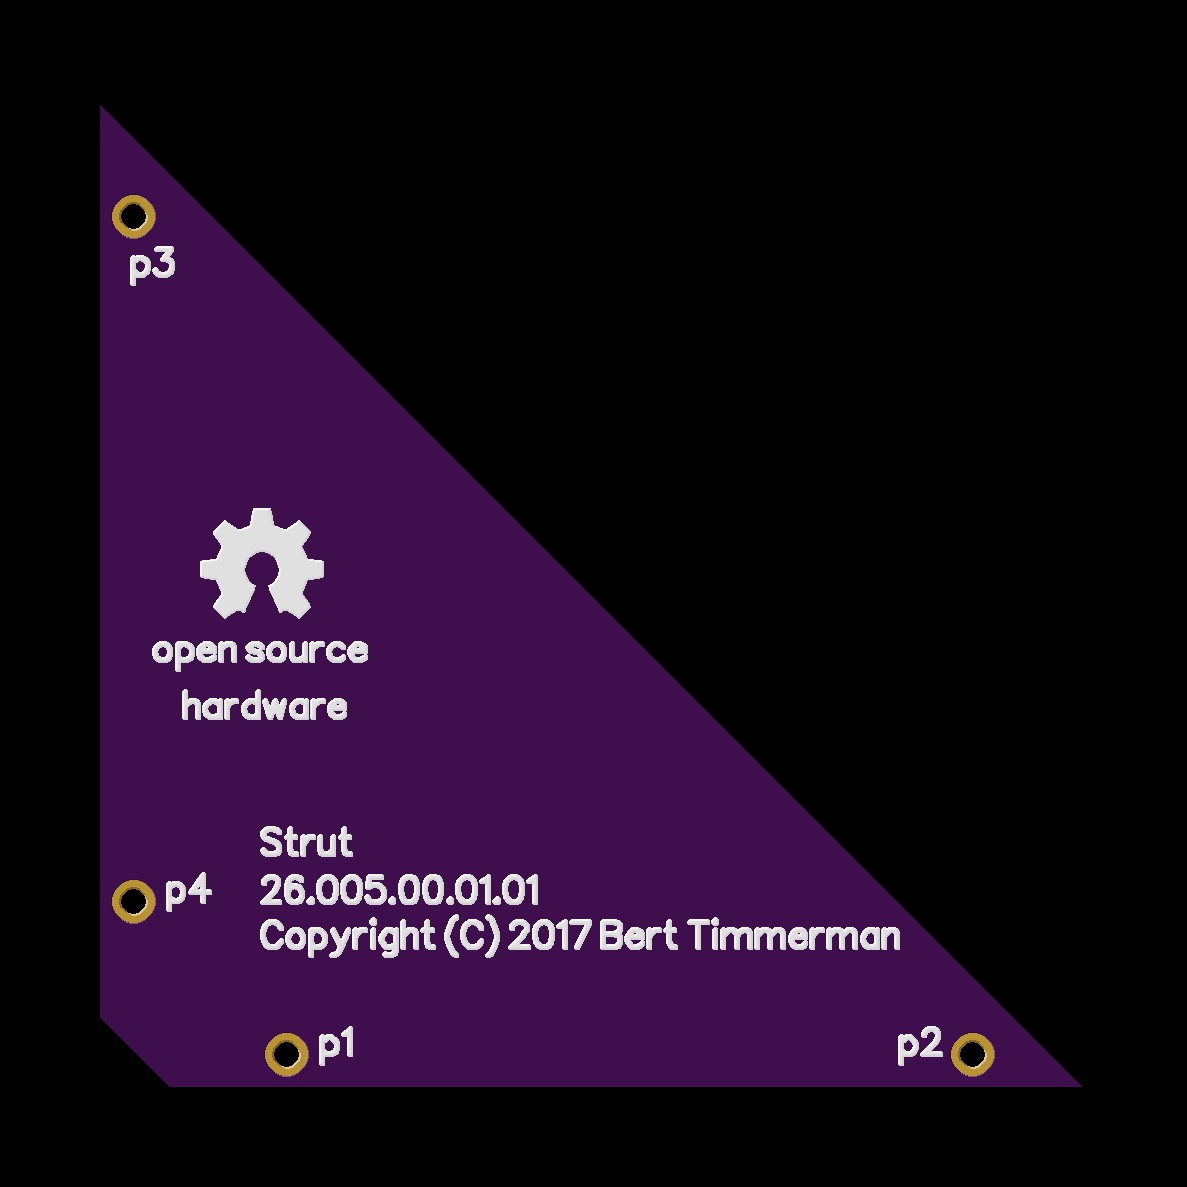 p3
open source
hardware
Strut
p4
26.005.00.01.01
Copyright (C) 2017 Bert Timmerman
p1
p2